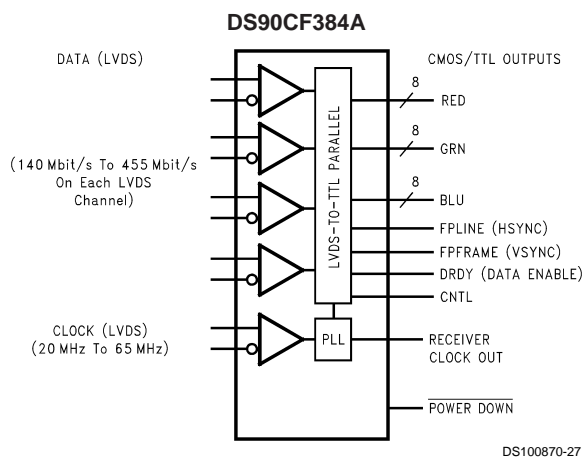 DS90CF384A
DATA (LVDS)
CMOS/TTL OUTPUTS
8
RED
8
GRN
(140 Mbit/s To 455 Mbit/s
On Each LVDS
Channel)
LVDS-TO-TTL PARALLEL
8
BLU
FPLINE (HSYNC)
FPFRAME (VSYNC)
DRDY (DATA ENABLE)
CNTL
CLOCK (LVDS)
(20 MHz To 65 MHz)
PLL
RECEIVER
CLOCK OUT
POWER DOWN
DS100870-27